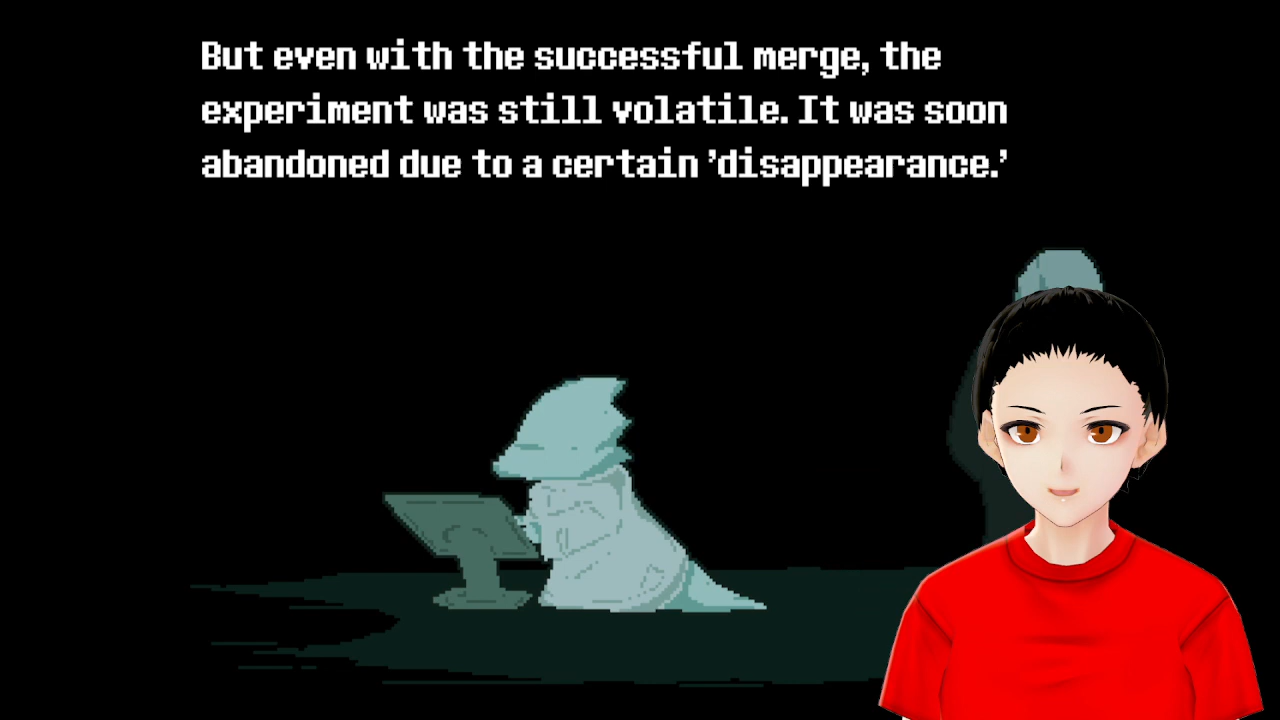 But even with the successful merge, the
experiment was still volatile. It was soon
abandoned due to a certain 'disappearance.'